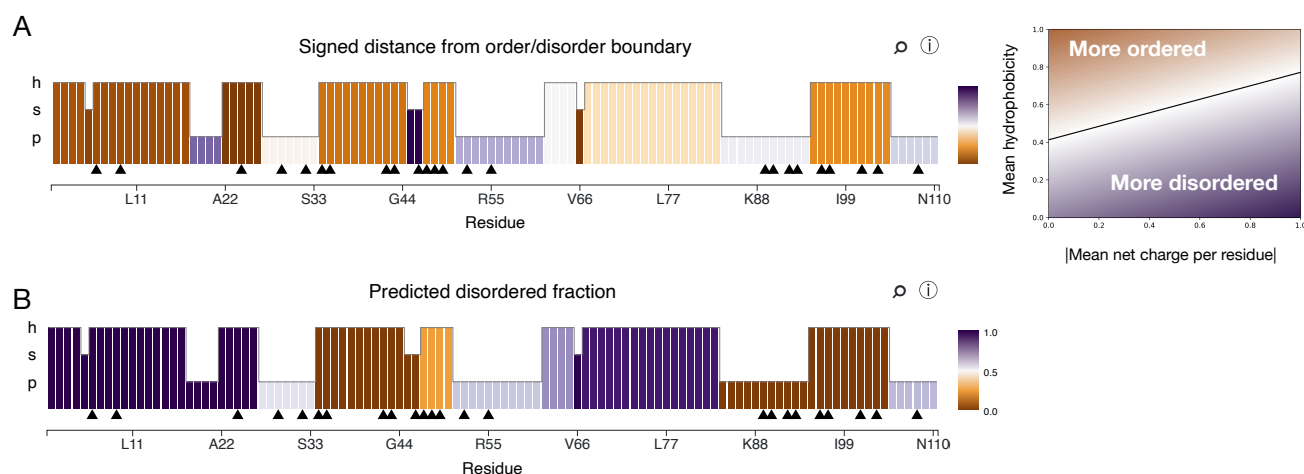 A
Signed distance from order/disorder boundary
ⓘ
h
s
p
L11 A22 S33 G44 R55 V66 L77 K88 I99 N110
Residue
Mean hydrophobicity
1.0
0.8
0.6
0.4
0.2
0.0
More ordered
More disordered
0.0 0.2 0.4 0.6 0.8 1.0
|Mean net charge per residue|
B
Predicted disordered fraction
ⓘ
h
s
p
1.0
0.5
0.0
L11 A22 S33 G44 R55 V66 L77 K88 I99 N110
Residue